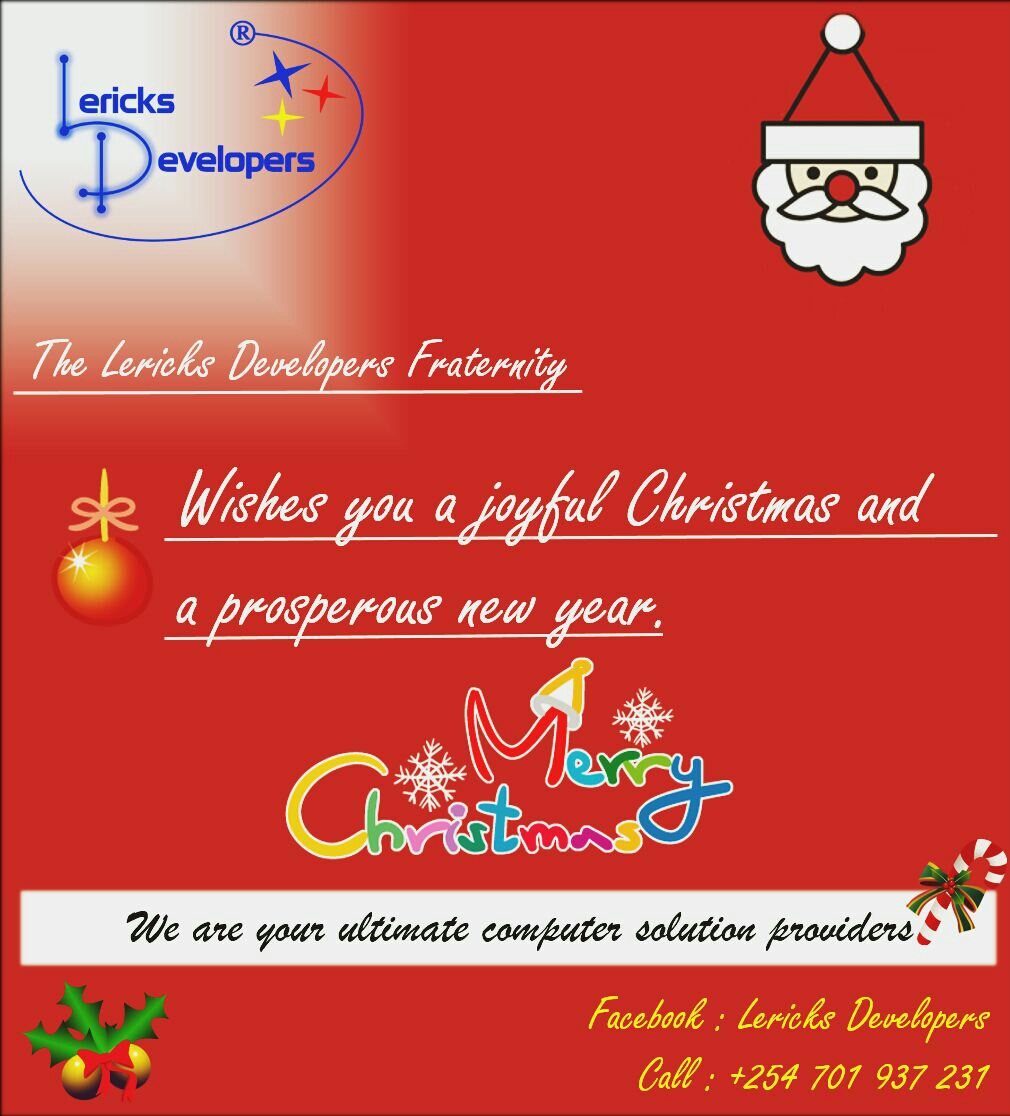 ®
Lericks
Developers
The Lericks Developers Fraternity
Wishes you a joyful Christmas and
a prosperous new year.
Merry
Christmas
We are your ultimate computer solution providers
Facebook : Lericks Developers
Call : +254 701 937 231